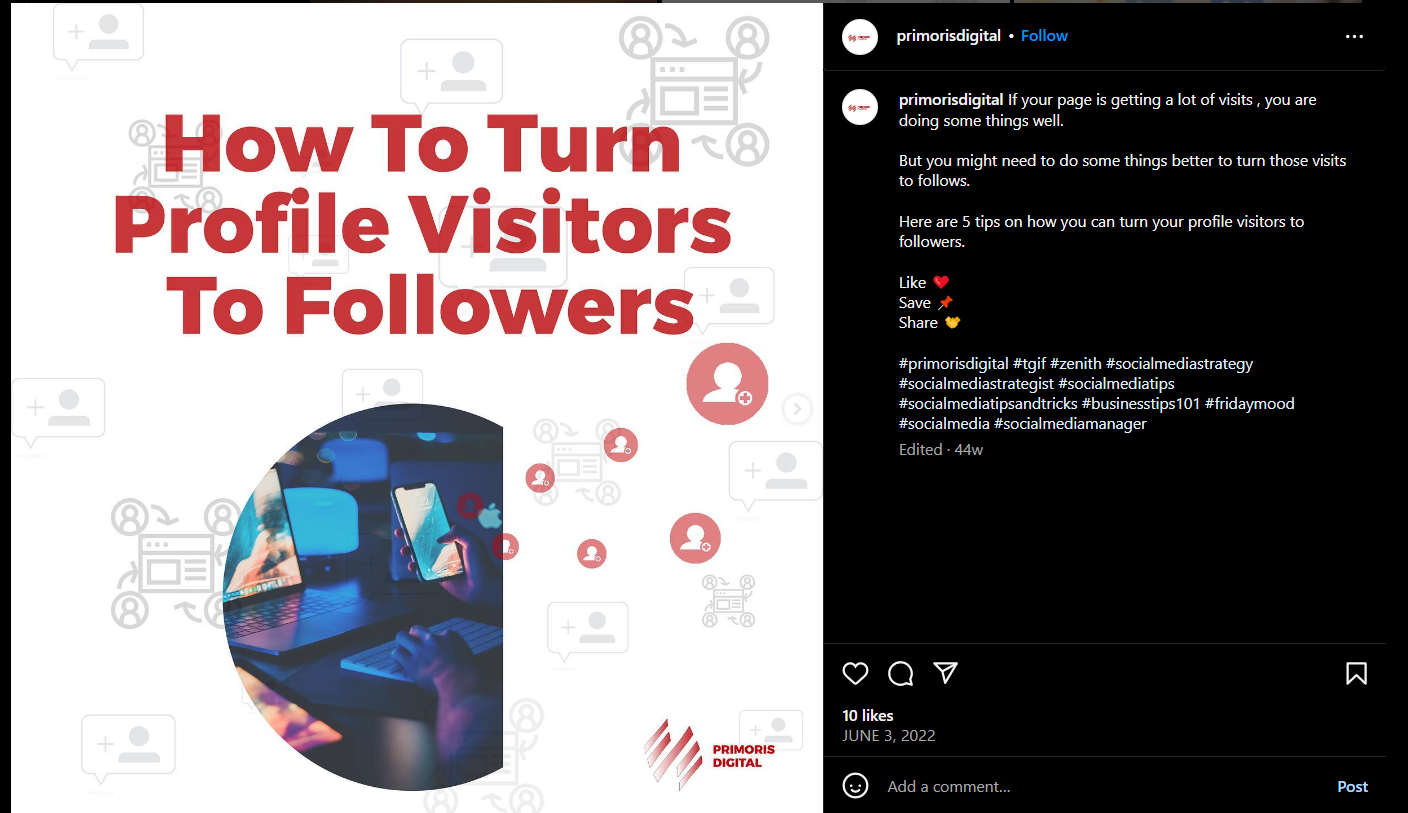 How To Turn
Profile Visitors
To Followers
PRIMORIS
DIGITAL
primorisdigital • Follow
primorisdigital If your page is getting a lot of visits , you are
doing some things well.
But you might need to do some things better to turn those visits
to follows.
Here are 5 tips on how you can turn your profile visitors to
followers.
Like ❤️
Save 📌
Share 🤝
#primorisdigital #tgif #zenith #socialmediastrategy
#socialmediastrategist #socialmediatips
#socialmediatipsandtricks #businesstips101 #fridaymood
#socialmedia #socialmediamanager
Edited · 44w
10 likes
JUNE 3, 2022
Add a comment...
Post